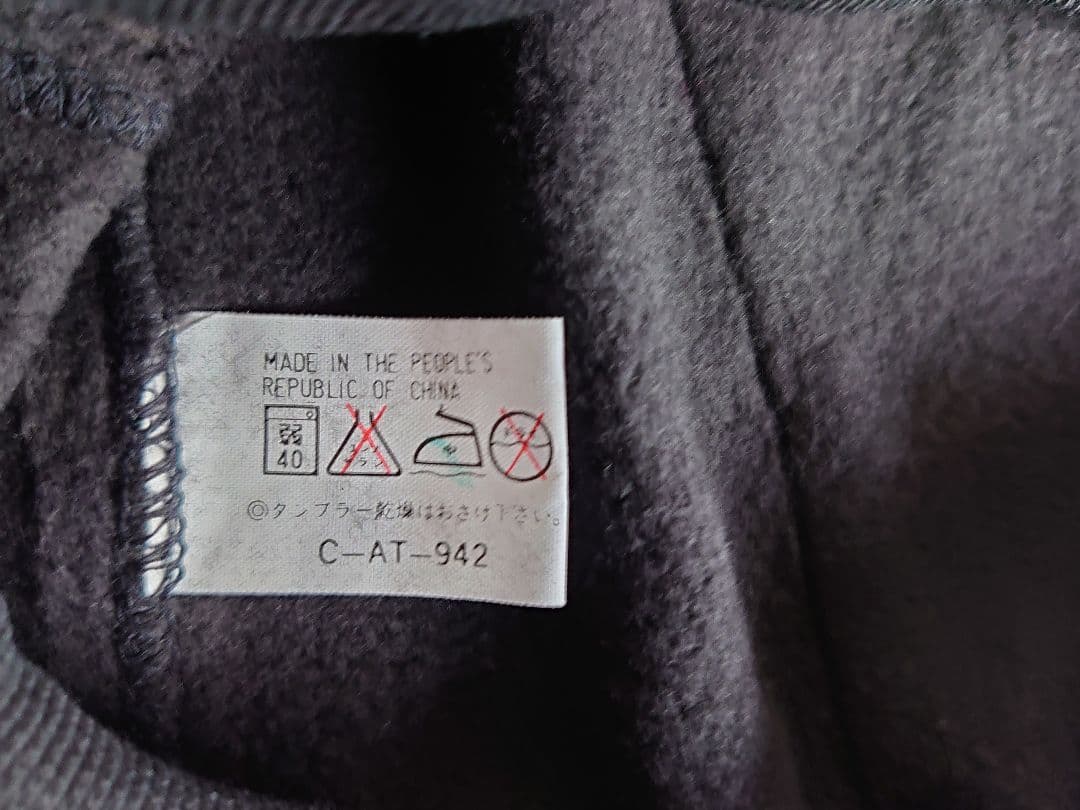 MADE IN THE PEOPLE'S
REPUBLIC OF CHINA
弱
40
◎タンブラー乾燥はおさけ下さい。
C-AT-942